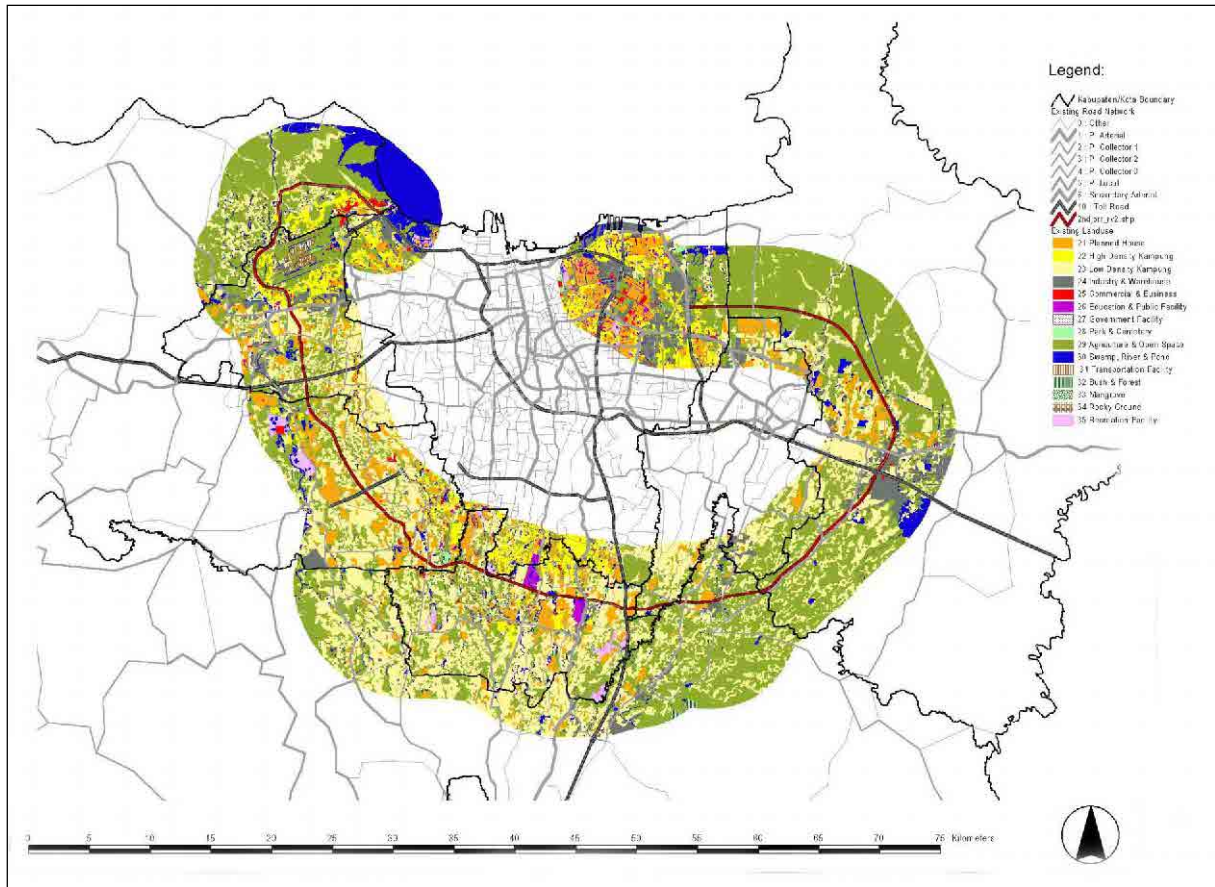 Legend:
Kabupaten/Kota Boundary
Existing Road Network
0 : Other
1 : P. Arterial
2 : P. Collector 1
3 : P. Collector 2
4 : P. Collector 3
5 : P. Local
6 : Secondary Arterial
10 : Toll Road
2ndjorr_rv2.shp
Existing Landuse
21 Planned House
22 High Density Kampung
23 Low Density Kampung
24 Industry & Warehouse
25 Commercial & Business
26 Education & Public Facility
27 Government Facility
28 Park & Cemetery
29 Agriculture & Open Space
30 Swamp, River & Pond
31 Transportation Facility
32 Bush & Forest
33 Mangrove
34 Rocky Ground
35 Recreation Facility
0 5 10 15 20 25 30 35 40 45 50 55 60 65 70 75 Kilometers